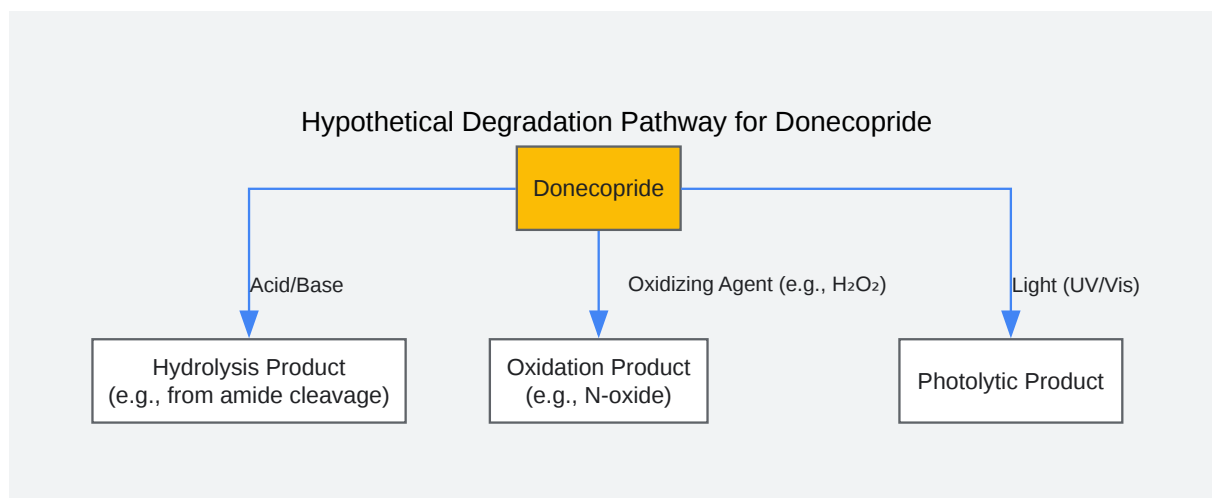 Hypothetical Degradation Pathway for Donecopride
Donecopride
Acid/Base
Oxidizing Agent (e.g., H₂O₂)
Light (UV/Vis)
Hydrolysis Product
(e.g., from amide cleavage)
Oxidation Product
(e.g., N-oxide)
Photolytic Product